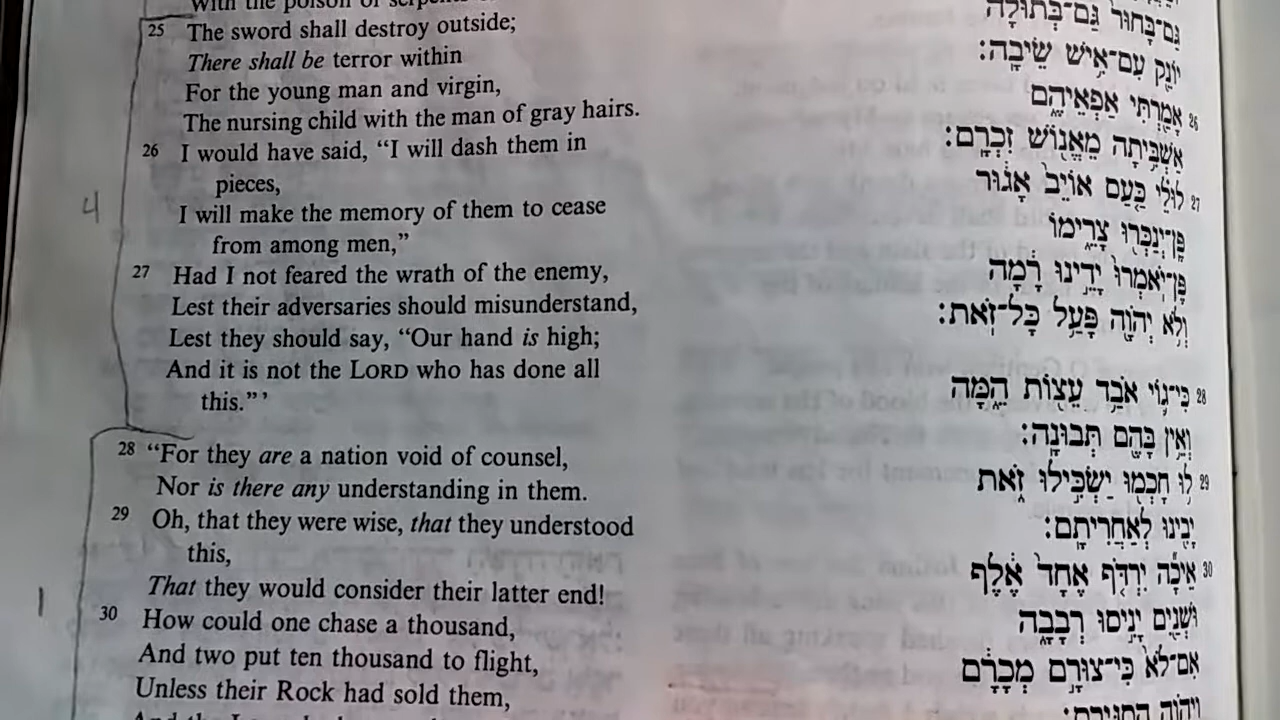 with the poison of
25 The sword shall destroy outside;
There shall be terror within
For the young man and virgin,
The nursing child with the man of gray hairs.
26 I would have said, “I will dash them in
pieces,
I will make the memory of them to cease
from among men,”
27 Had I not feared the wrath of the enemy,
Lest their adversaries should misunderstand,
Lest they should say, “Our hand is high;
And it is not the LORD who has done all
this.”’
28 “For they are a nation void of counsel,
Nor is there any understanding in them.
29 Oh, that they were wise, that they understood
this,
That they would consider their latter end!
30 How could one chase a thousand,
And two put ten thousand to flight,
Unless their Rock had sold them,
4
1
גַּם־בָּחוּר֙ גַּם־בְּתוּלָ֔ה
יוֹנֵ֖ק עִם־אִ֥ישׁ שֵׂיבָֽה׃
26 אָמַ֖רְתִּי אַפְאֵיהֶ֑ם
אַשְׁבִּ֥יתָה מֵאֱנ֖וֹשׁ זִכְרָֽם׃
27 לוּלֵ֗י כַּ֤עַס אוֹיֵב֙ אָג֔וּר
פֶּֽן־יְנַכְּר֖וּ צָרֵ֑ימוֹ
פֶּן־יֹֽאמְרוּ֙ יָדֵ֣ינוּ רָ֔מָה
וְלֹ֥א יְהֹוָ֖ה פָּעַ֥ל כׇּל־זֹֽאת׃
28 כִּי־ג֛וֹי אֹבַ֥ד עֵצ֖וֹת הֵ֑מָּה
וְאֵ֥ין בָּהֶ֖ם תְּבוּנָֽה׃
29 ל֥וּ חָכְמ֖וּ יַשְׂכִּ֣ילוּ זֹ֑את
יָבִ֖ינוּ לְאַחֲרִיתָֽם׃
30 אֵיכָ֞ה יִרְדֹּ֤ף אֶחָד֙ אֶ֔לֶף
וּשְׁנַ֖יִם יָנִ֣יסוּ רְבָבָ֑ה
אִם־לֹא֙ כִּי־צוּרָ֣ם מְכָרָ֔ם